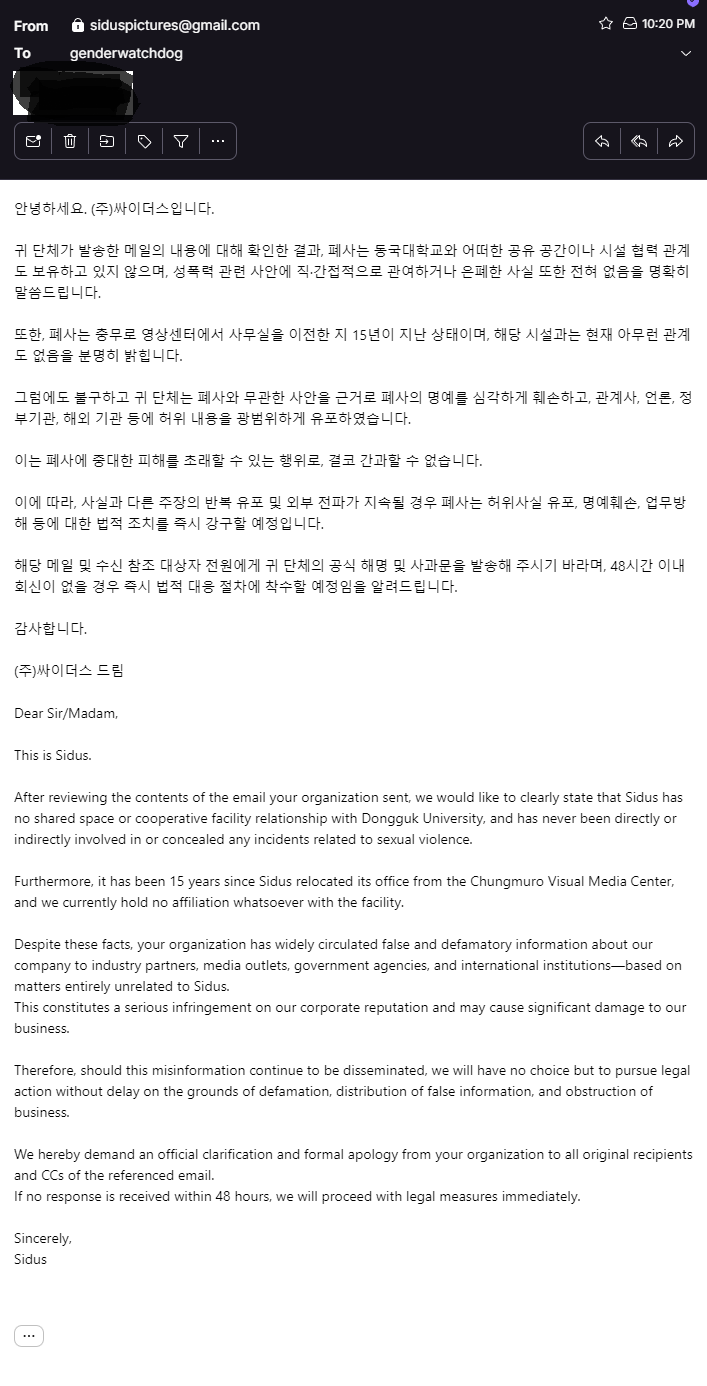 From siduspictures@gmail.com 10:20 PM
To genderwatchdog
안녕하세요. (주)싸이더스입니다.
귀 단체가 발송한 메일의 내용에 대해 확인한 결과, 폐사는 동국대학교와 어떠한 공유 공간이나 시설 협력 관계
도 보유하고 있지 않으며, 성폭력 관련 사안에 직·간접적으로 관여하거나 은폐한 사실 또한 전혀 없음을 명확히
말씀드립니다.
또한, 폐사는 충무로 영상센터에서 사무실을 이전한 지 15년이 지난 상태이며, 해당 시설과는 현재 아무런 관계
도 없음을 분명히 밝힙니다.
그럼에도 불구하고 귀 단체는 폐사와 무관한 사안을 근거로 폐사의 명예를 심각하게 훼손하고, 관계사, 언론, 정
부기관, 해외 기관 등에 허위 내용을 광범위하게 유포하였습니다.
이는 폐사에 중대한 피해를 초래할 수 있는 행위로, 결코 간과할 수 없습니다.
이에 따라, 사실과 다른 주장의 반복 유포 및 외부 전파가 지속될 경우 폐사는 허위사실 유포, 명예훼손, 업무방
해 등에 대한 법적 조치를 즉시 강구할 예정입니다.
해당 메일 및 수신 참조 대상자 전원에게 귀 단체의 공식 해명 및 사과문을 발송해 주시기 바라며, 48시간 이내
회신이 없을 경우 즉시 법적 대응 절차에 착수할 예정임을 알려드립니다.
감사합니다.
(주)싸이더스 드림
Dear Sir/Madam,
This is Sidus.
After reviewing the contents of the email your organization sent, we would like to clearly state that Sidus has
no shared space or cooperative facility relationship with Dongguk University, and has never been directly or
indirectly involved in or concealed any incidents related to sexual violence.
Furthermore, it has been 15 years since Sidus relocated its office from the Chungmuro Visual Media Center,
and we currently hold no affiliation whatsoever with the facility.
Despite these facts, your organization has widely circulated false and defamatory information about our
company to industry partners, media outlets, government agencies, and international institutions—based on
matters entirely unrelated to Sidus.
This constitutes a serious infringement on our corporate reputation and may cause significant damage to our
business.
Therefore, should this misinformation continue to be disseminated, we will have no choice but to pursue legal
action without delay on the grounds of defamation, distribution of false information, and obstruction of
business.
We hereby demand an official clarification and formal apology from your organization to all original recipients
and CCs of the referenced email.
If no response is received within 48 hours, we will proceed with legal measures immediately.
Sincerely,
Sidus